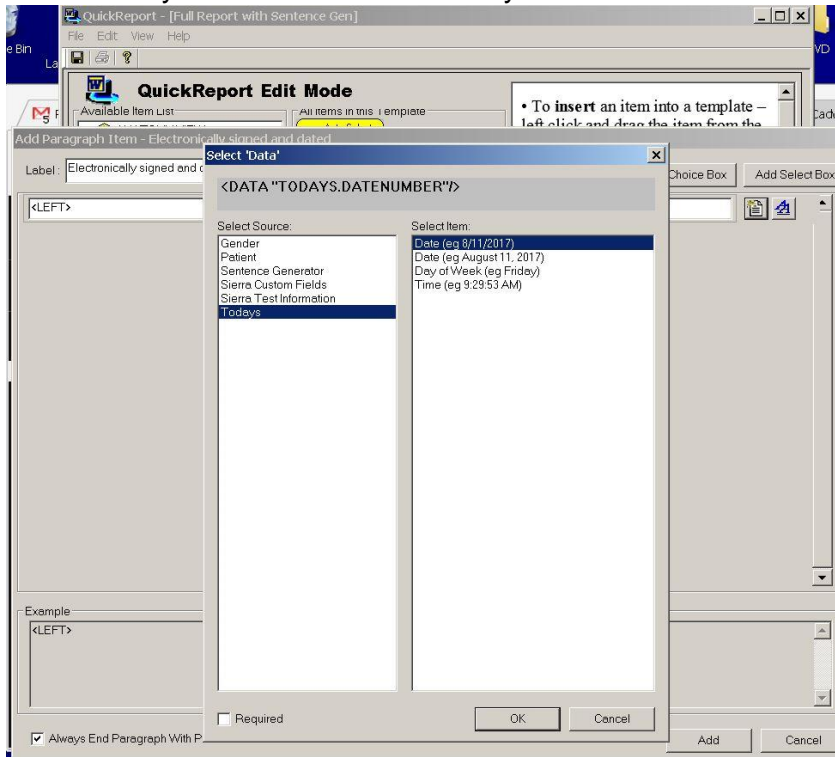 QuickReport - [Full Report with Sentence Gen]
File Edit View Help
e Bin
La
VD
QuickReport Edit Mode
Available Item List
All items in this Template
• To insert an item into a template –
left click and drag the item from the
Add Paragraph Item - Electronically signed and dated
Label: Electronically signed and
Choice Box
Add Select Box
<LEFT>
Select 'Data'
<DATA "TODAYS.DATENUMBER"/>
Select Source:
Gender
Patient
Sentence Generator
Sierra Custom Fields
Sierra Test Information
Todays
Select Item:
Date (eg 8/11/2017)
Date (eg August 11, 2017)
Day of Week (eg Friday)
Time (eg 9:29:53 AM)
Required
OK
Cancel
Example
<LEFT>
Always End Paragraph With P
Add
Cancel